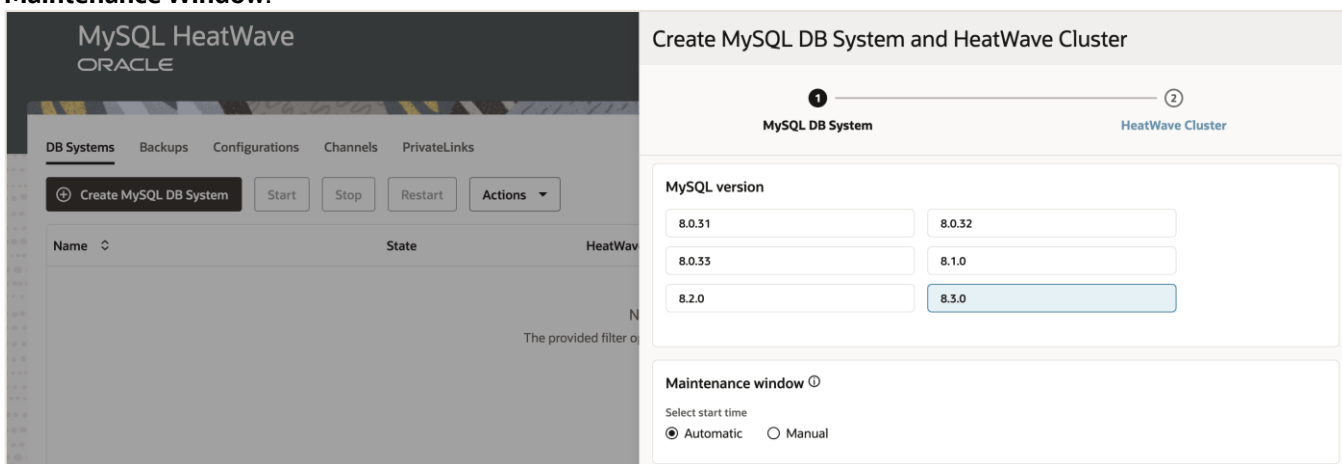 Maintenance Window.
MySQL HeatWave
ORACLE
DB Systems Backups Configurations Channels PrivateLinks
Create MySQL DB System Start Stop Restart Actions
Name State HeatWav
N
The provided filter o
Create MySQL DB System and HeatWave Cluster
1 2
MySQL DB System HeatWave Cluster
MySQL version
8.0.31 8.0.32
8.0.33 8.1.0
8.2.0 8.3.0
Maintenance window
Select start time
Automatic Manual